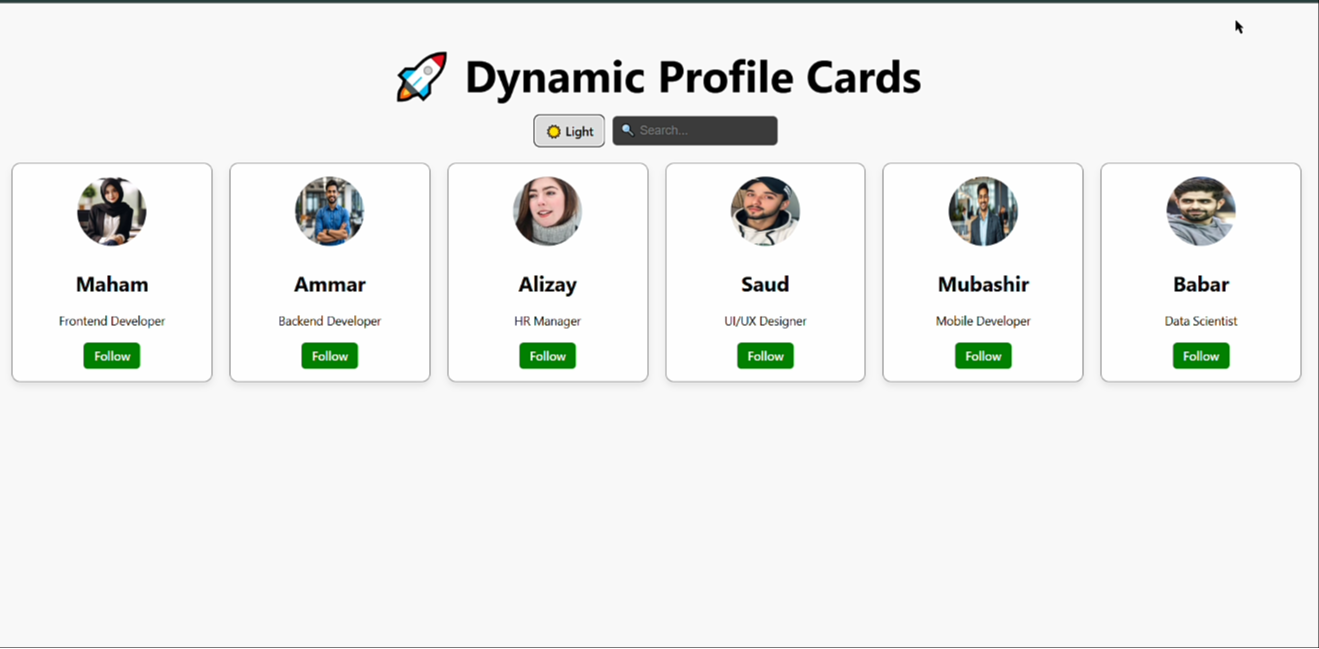 🚀 Dynamic Profile Cards
🌞 Light 🔍 Search...
Maham Ammar Alizay Saud Mubashir Babar
Frontend Developer Backend Developer HR Manager UI/UX Designer Mobile Developer Data Scientist
Follow Follow Follow Follow Follow Follow